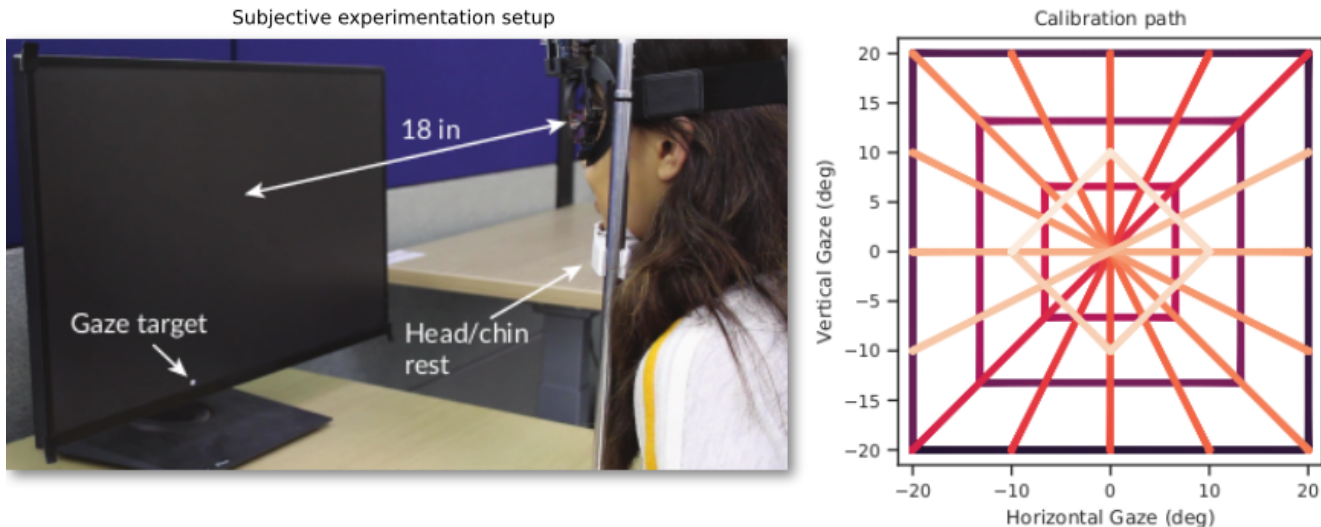 Subjective experimentation setup
18 in
Gaze target
Head/chin
rest
Calibration path
Vertical Gaze (deg)
20
15
10
5
0
−5
−10
−15
−20
−20
−10
0
10
20
Horizontal Gaze (deg)